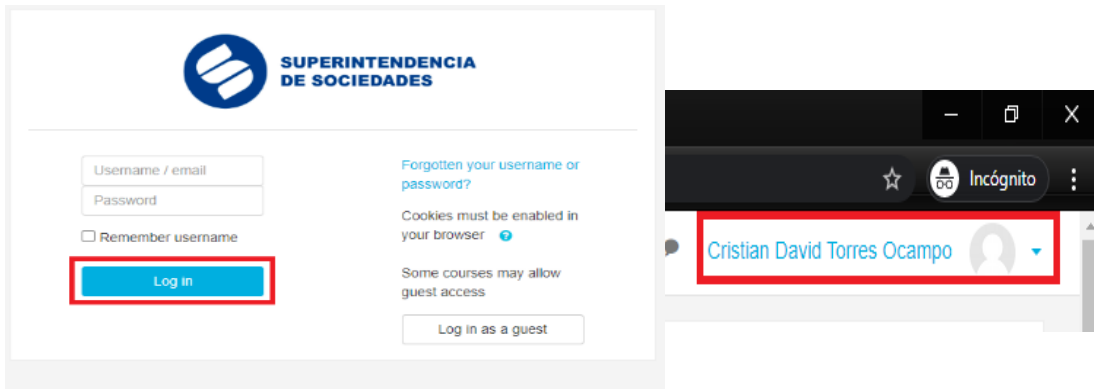 SUPERINTENDENCIA
DE SOCIEDADES
Username / email
Password
Remember username
Log in
Forgotten your username or
password?
Cookies must be enabled in
your browser
Some courses may allow
guest access
Log in as a guest
Incógnito
Cristian David Torres Ocampo